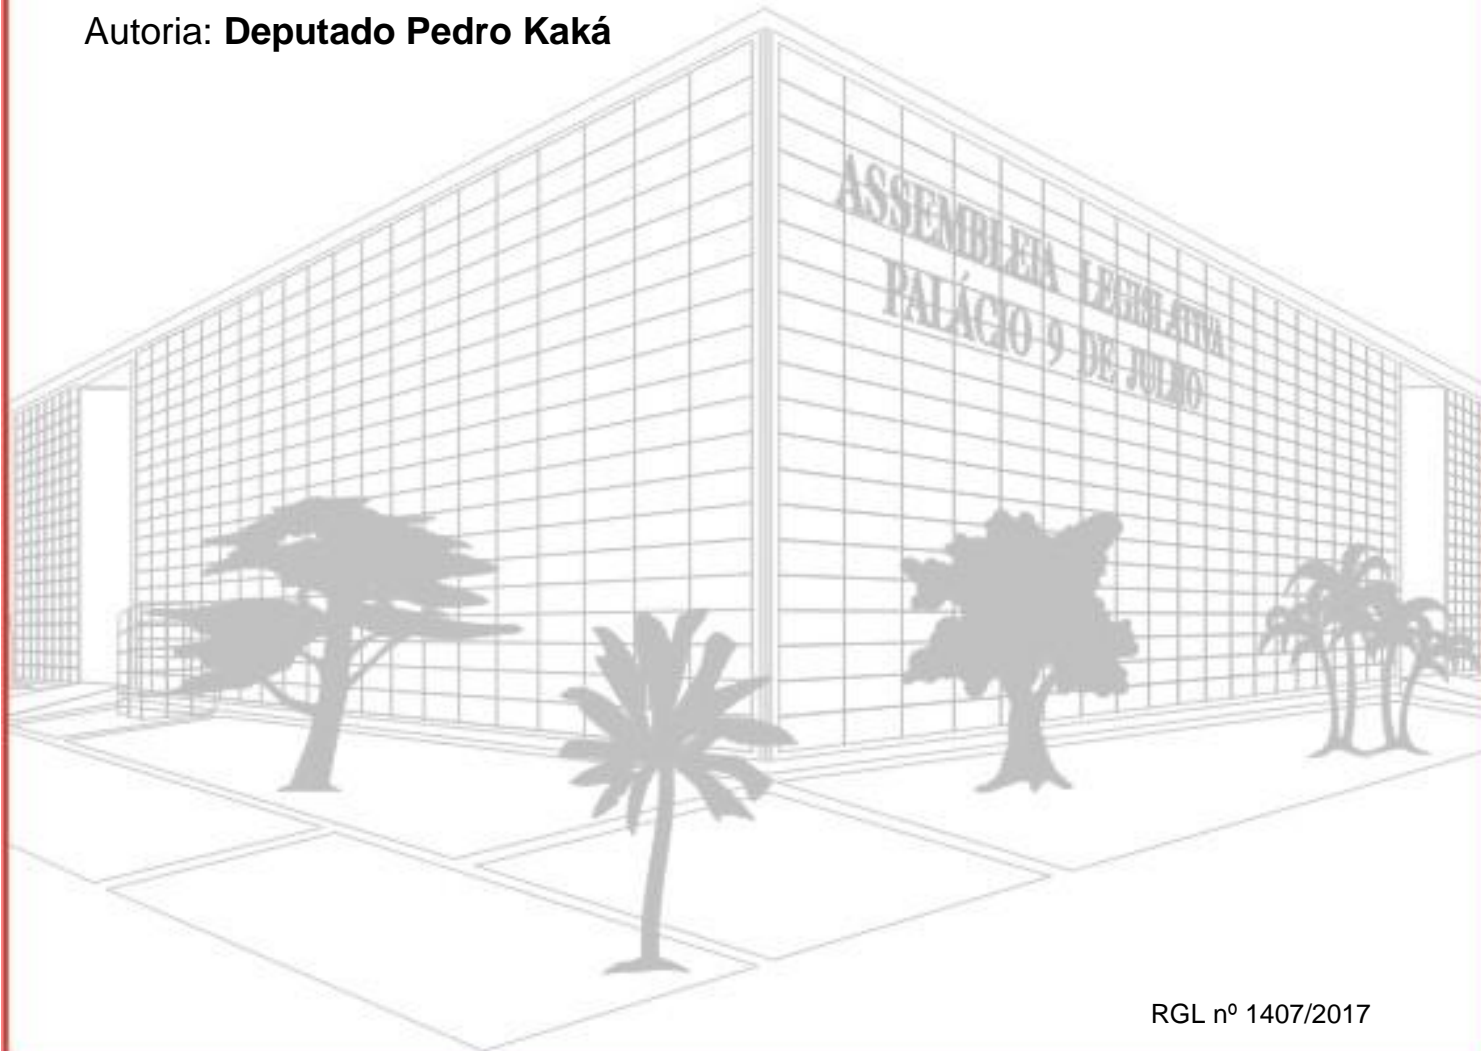 Autoria: Deputado Pedro Kaká
ASSEMBLEIA LEGISLATIVA
PALÁCIO 9 DE JULHO
RGL nº 1407/2017